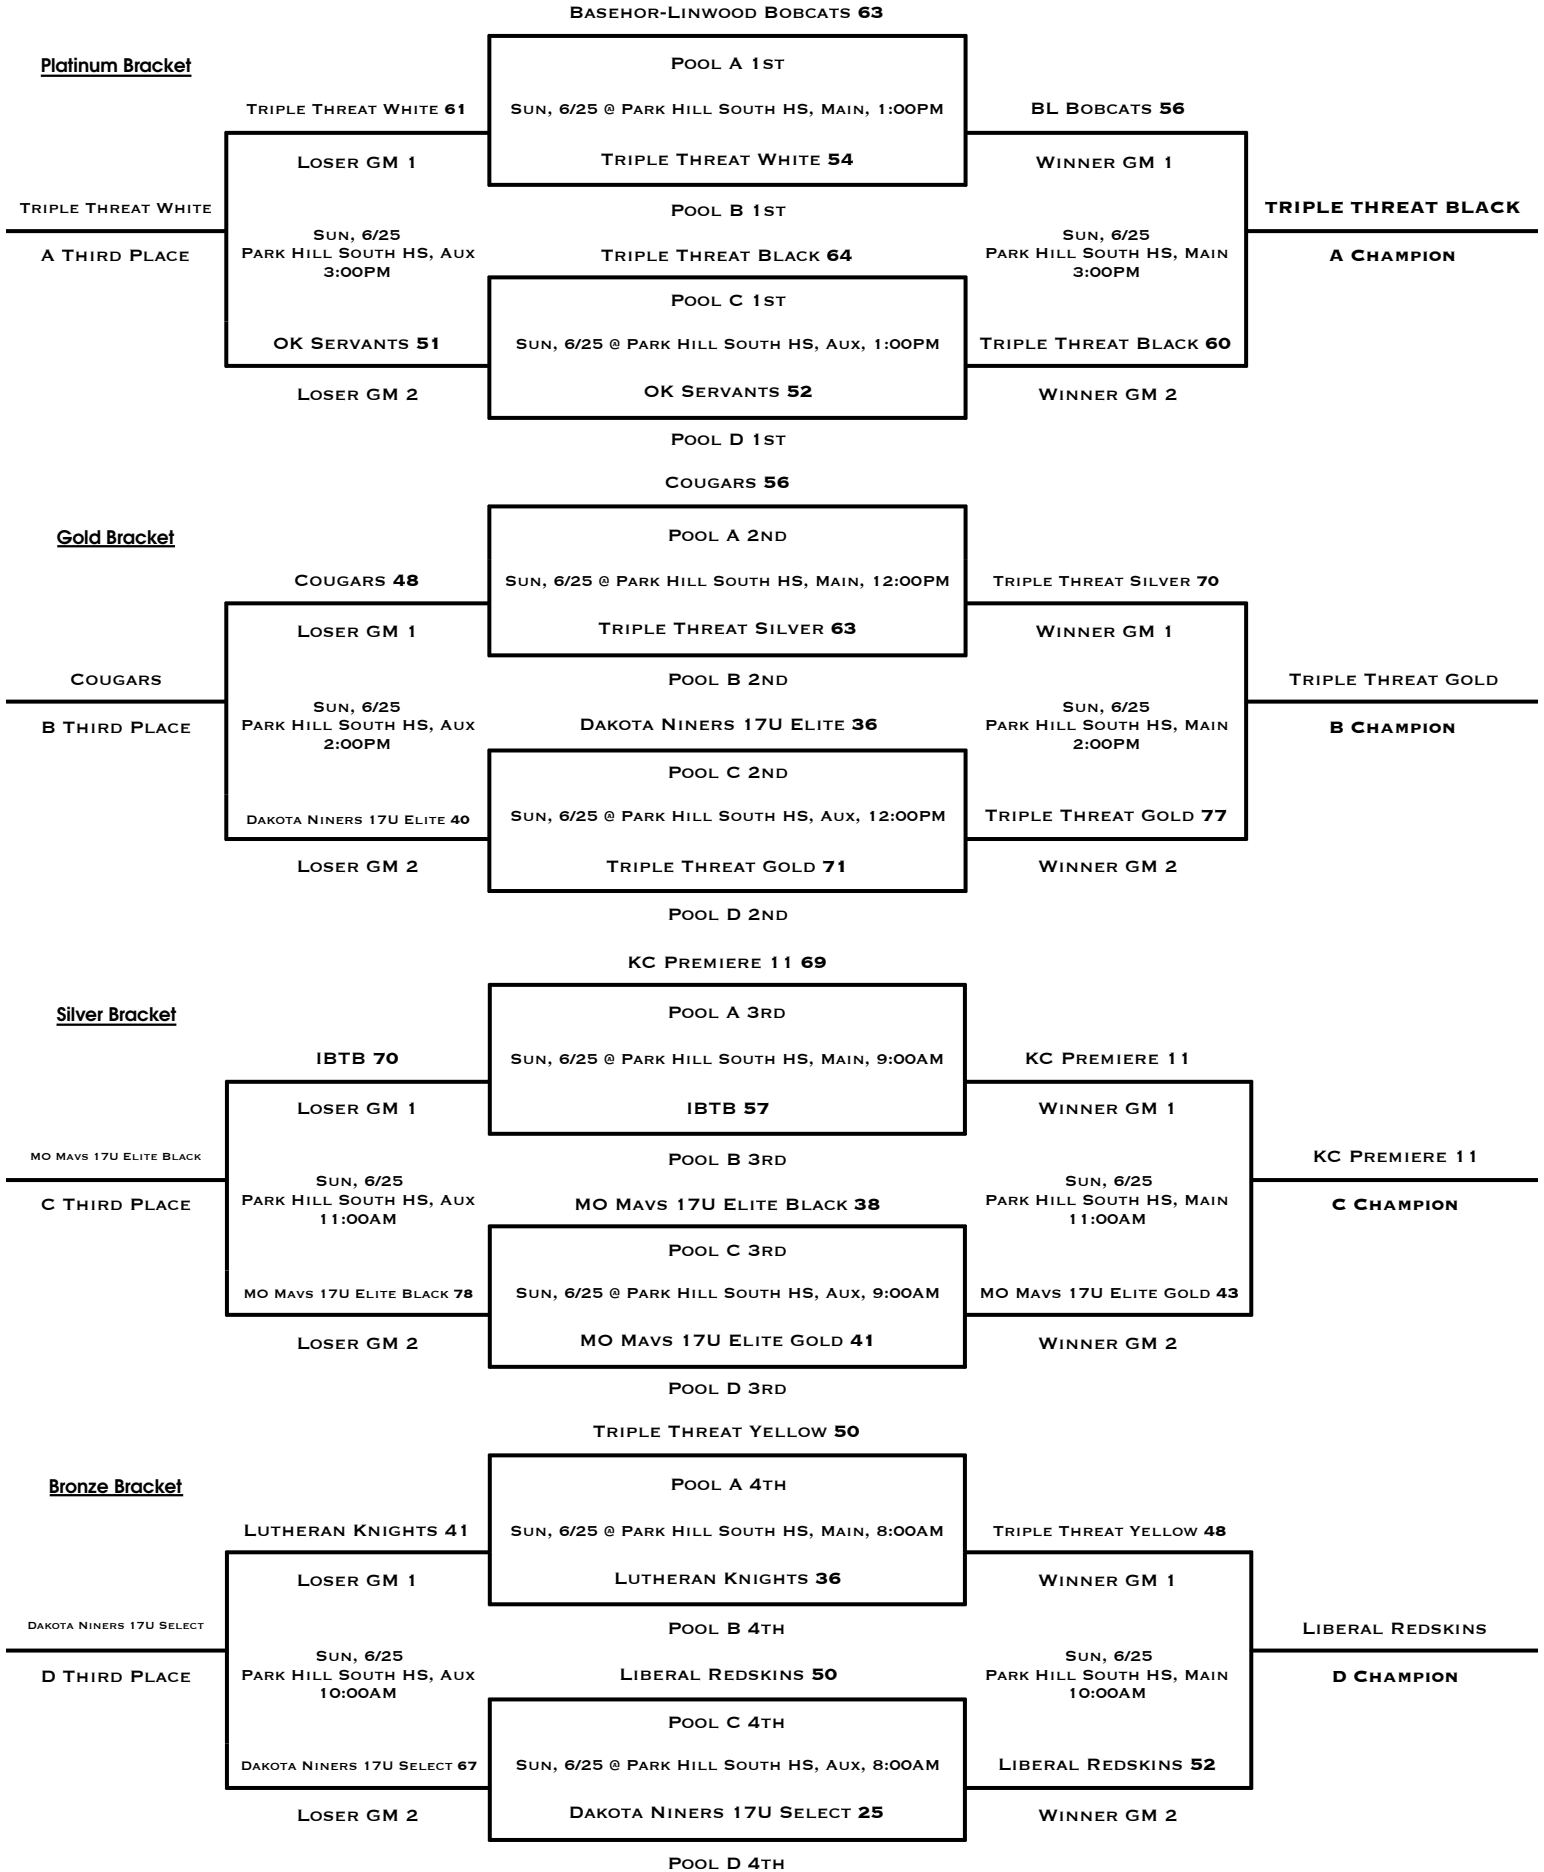 Basehor-Linwood Bobcats 63
Platinum Bracket
Pool A 1st
Triple Threat White 61
Sun, 6/25 @ Park Hill South HS, Main, 1:00PM
BL Bobcats 56
Loser GM 1
Triple Threat White 54
Winner GM 1
Triple Threat White
Pool B 1st
TRIPLE THREAT BLACK
A Third Place
Sun, 6/25
Park Hill South HS, Aux
3:00PM
Triple Threat Black 64
Sun, 6/25
Park Hill South HS, Main
3:00PM
A Champion
Pool C 1st
OK Servants 51
Sun, 6/25 @ Park Hill South HS, Aux, 1:00PM
Triple Threat Black 60
Loser GM 2
OK Servants 52
Winner GM 2
Pool D 1st
Cougars 56
Gold Bracket
Pool A 2nd
Cougars 48
Sun, 6/25 @ Park Hill South HS, Main, 12:00PM
Triple Threat Silver 70
Loser GM 1
Triple Threat Silver 63
Winner GM 1
Cougars
Pool B 2nd
Triple Threat Gold
B Third Place
Sun, 6/25
Park Hill South HS, Aux
2:00PM
Dakota Niners 17U Elite 36
Sun, 6/25
Park Hill South HS, Main
2:00PM
B Champion
Pool C 2nd
Dakota Niners 17U Elite 40
Sun, 6/25 @ Park Hill South HS, Aux, 12:00PM
Triple Threat Gold 77
Loser GM 2
Triple Threat Gold 71
Winner GM 2
Pool D 2nd
KC Premiere 11 69
Silver Bracket
Pool A 3rd
IBTB 70
Sun, 6/25 @ Park Hill South HS, Main, 9:00AM
KC Premiere 11
Loser GM 1
IBTB 57
Winner GM 1
MO Mavs 17U Elite Black
Pool B 3rd
KC Premiere 11
C Third Place
Sun, 6/25
Park Hill South HS, Aux
11:00AM
MO Mavs 17U Elite Black 38
Sun, 6/25
Park Hill South HS, Main
11:00AM
C Champion
Pool C 3rd
MO Mavs 17U Elite Black 78
Sun, 6/25 @ Park Hill South HS, Aux, 9:00AM
MO Mavs 17U Elite Gold 43
Loser GM 2
MO Mavs 17U Elite Gold 41
Winner GM 2
Pool D 3rd
Triple Threat Yellow 50
Bronze Bracket
Pool A 4th
Lutheran Knights 41
Sun, 6/25 @ Park Hill South HS, Main, 8:00AM
Triple Threat Yellow 48
Loser GM 1
Lutheran Knights 36
Winner GM 1
Dakota Niners 17U Select
Pool B 4th
Liberal Redskins
D Third Place
Sun, 6/25
Park Hill South HS, Aux
10:00AM
Liberal Redskins 50
Sun, 6/25
Park Hill South HS, Main
10:00AM
D Champion
Pool C 4th
Dakota Niners 17U Select 67
Sun, 6/25 @ Park Hill South HS, Aux, 8:00AM
Liberal Redskins 52
Loser GM 2
Dakota Niners 17U Select 25
Winner GM 2
Pool D 4th